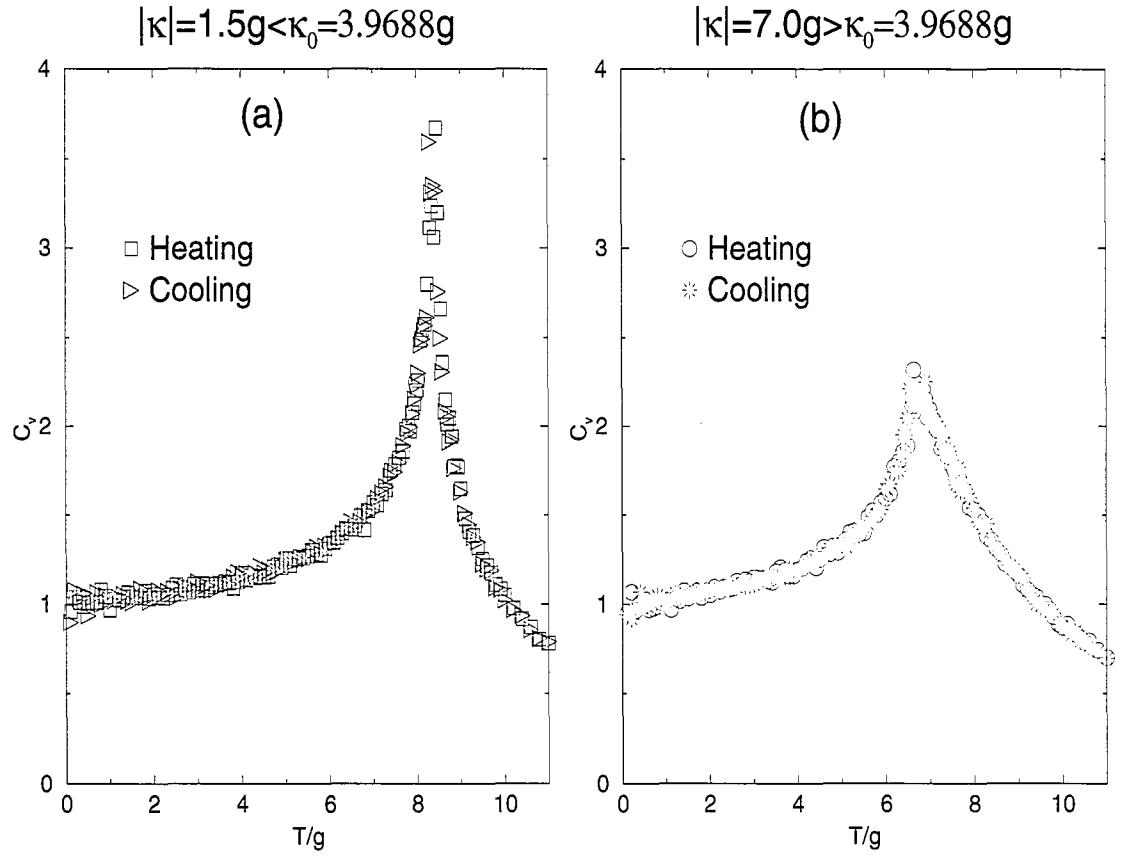 |κ|=1.5g<κ₀=3.9688g
|κ|=7.0g>κ₀=3.9688g
4
3
2
1
0
Cᵥ
(a)
Heating
Cooling
0 2 4 6 8 10
T/g
4
3
2
1
0
Cᵥ
(b)
Heating
Cooling
0 2 4 6 8 10
T/g